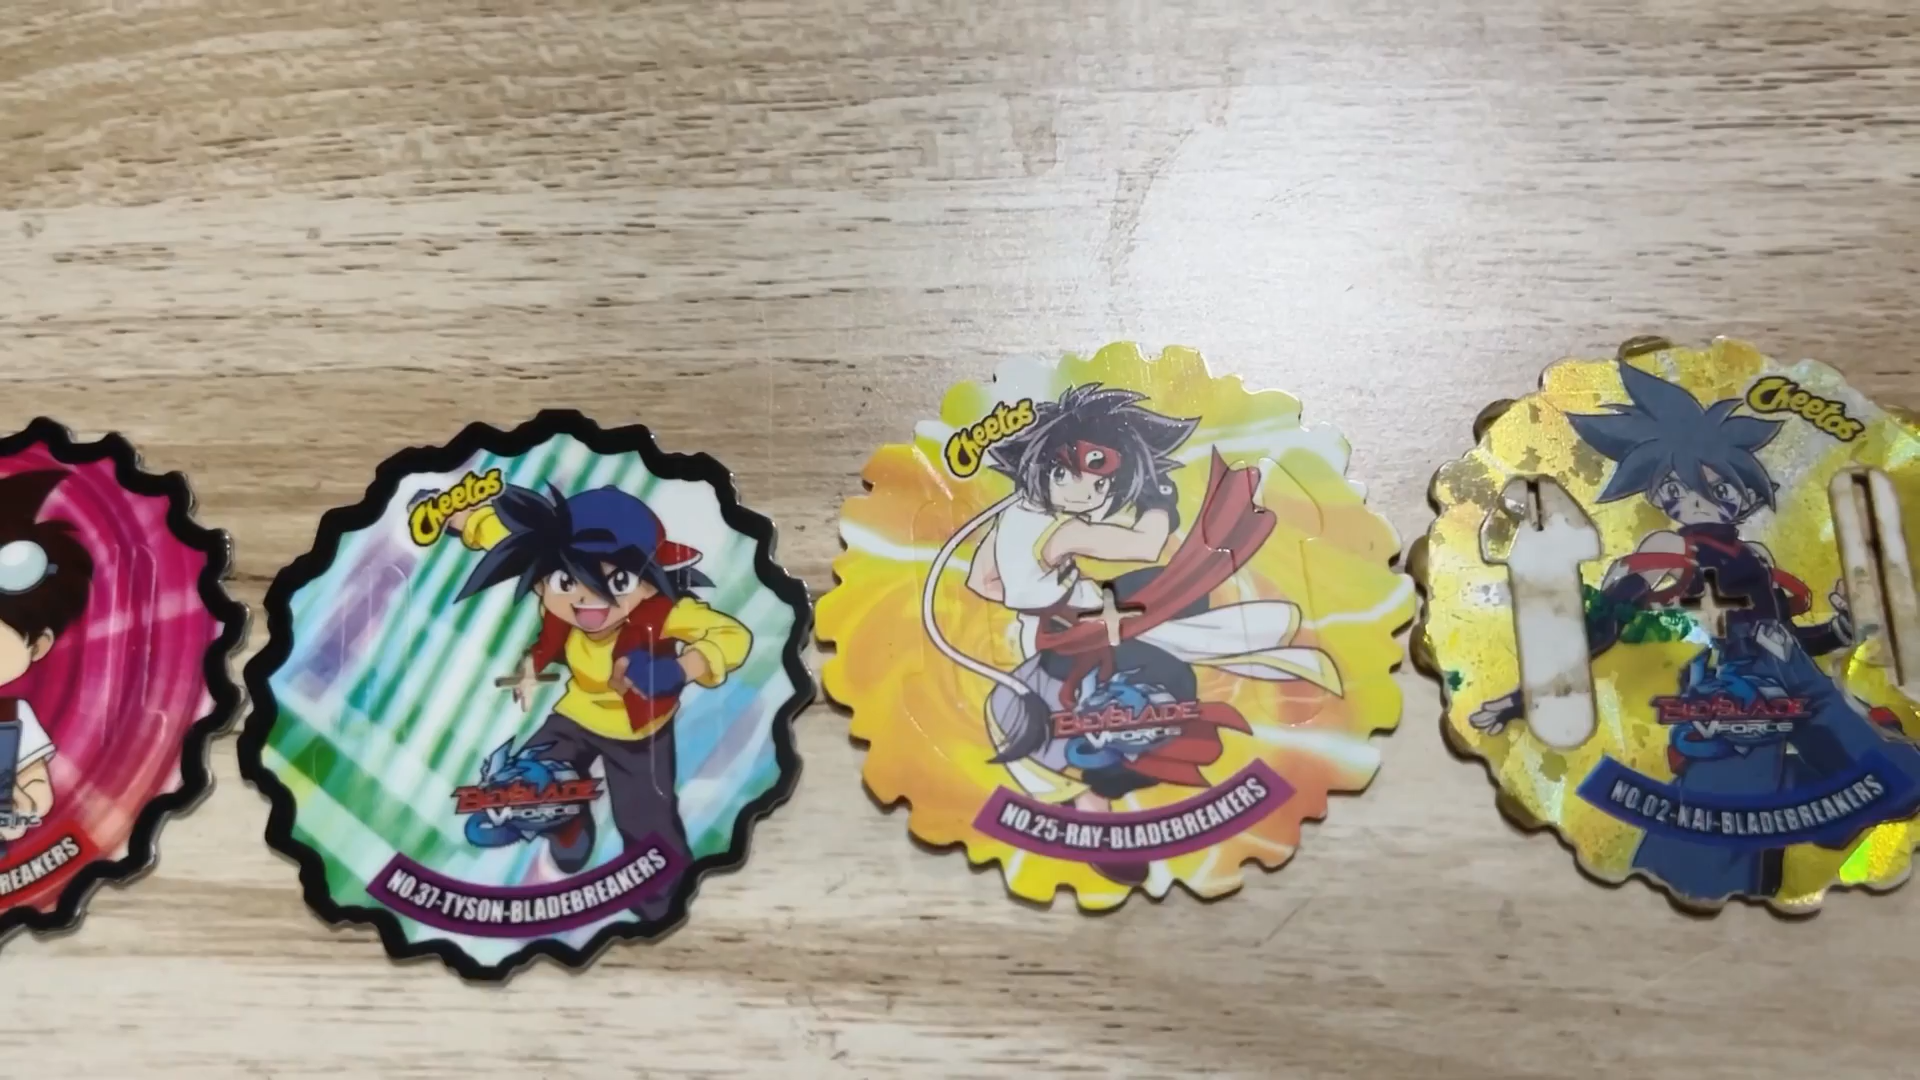 s, Inc.
REAKERS
Cheetos
BEYBLADE
VFORCE
NO.37-TYSON-BLADEBREAKERS
Cheetos
BEYBLADE
VFORCE
NO.25-RAY-BLADEBREAKERS
Cheetos
BEYBLADE
VFORCE
NO.02-KAI-BLADEBREAKERS